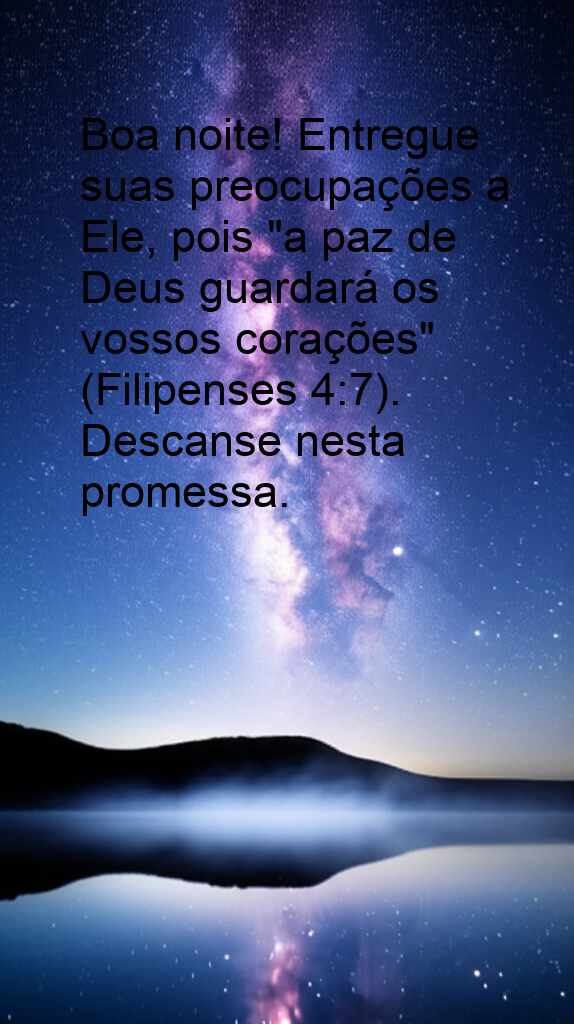 Boa noite! Entregue
suas preocupações a
Ele, pois "a paz de
Deus guardará os
vossos corações"
(Filipenses 4:7).
Descanse nesta
promessa.